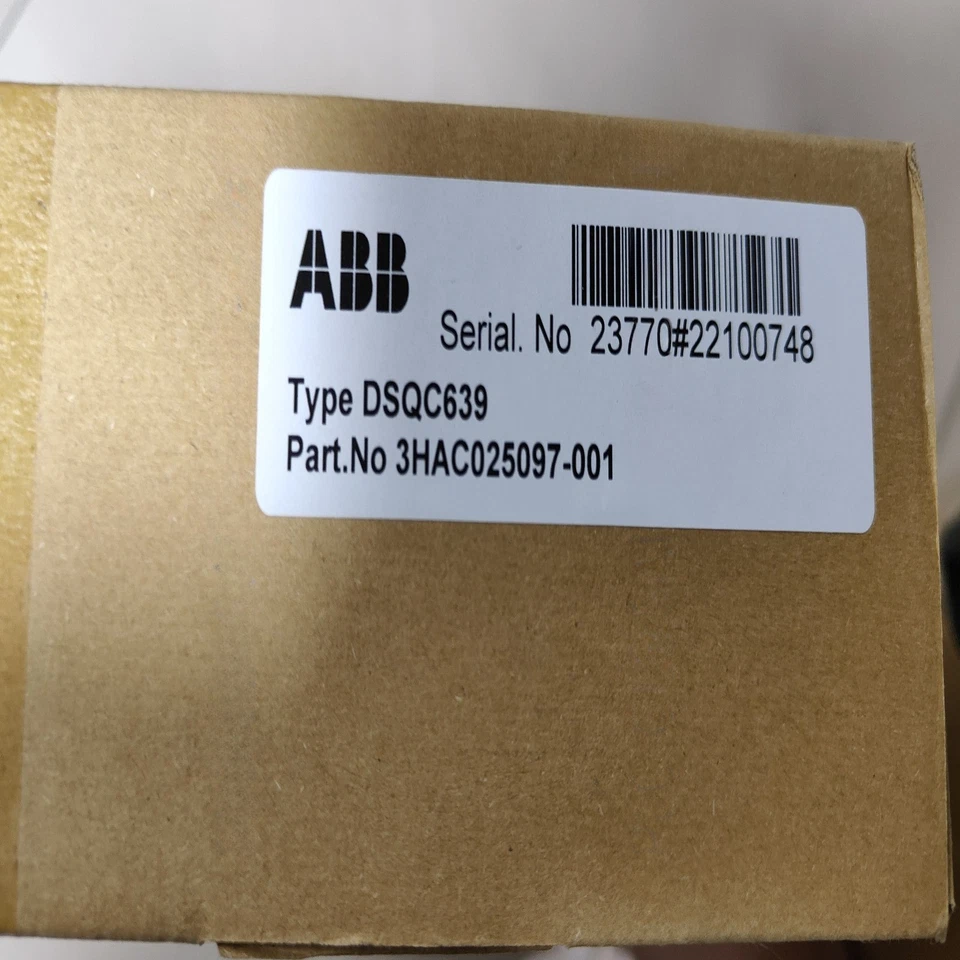 ABB
Serial. No 23770#22100748
Type DSQC639
Part.No 3HAC025097-001